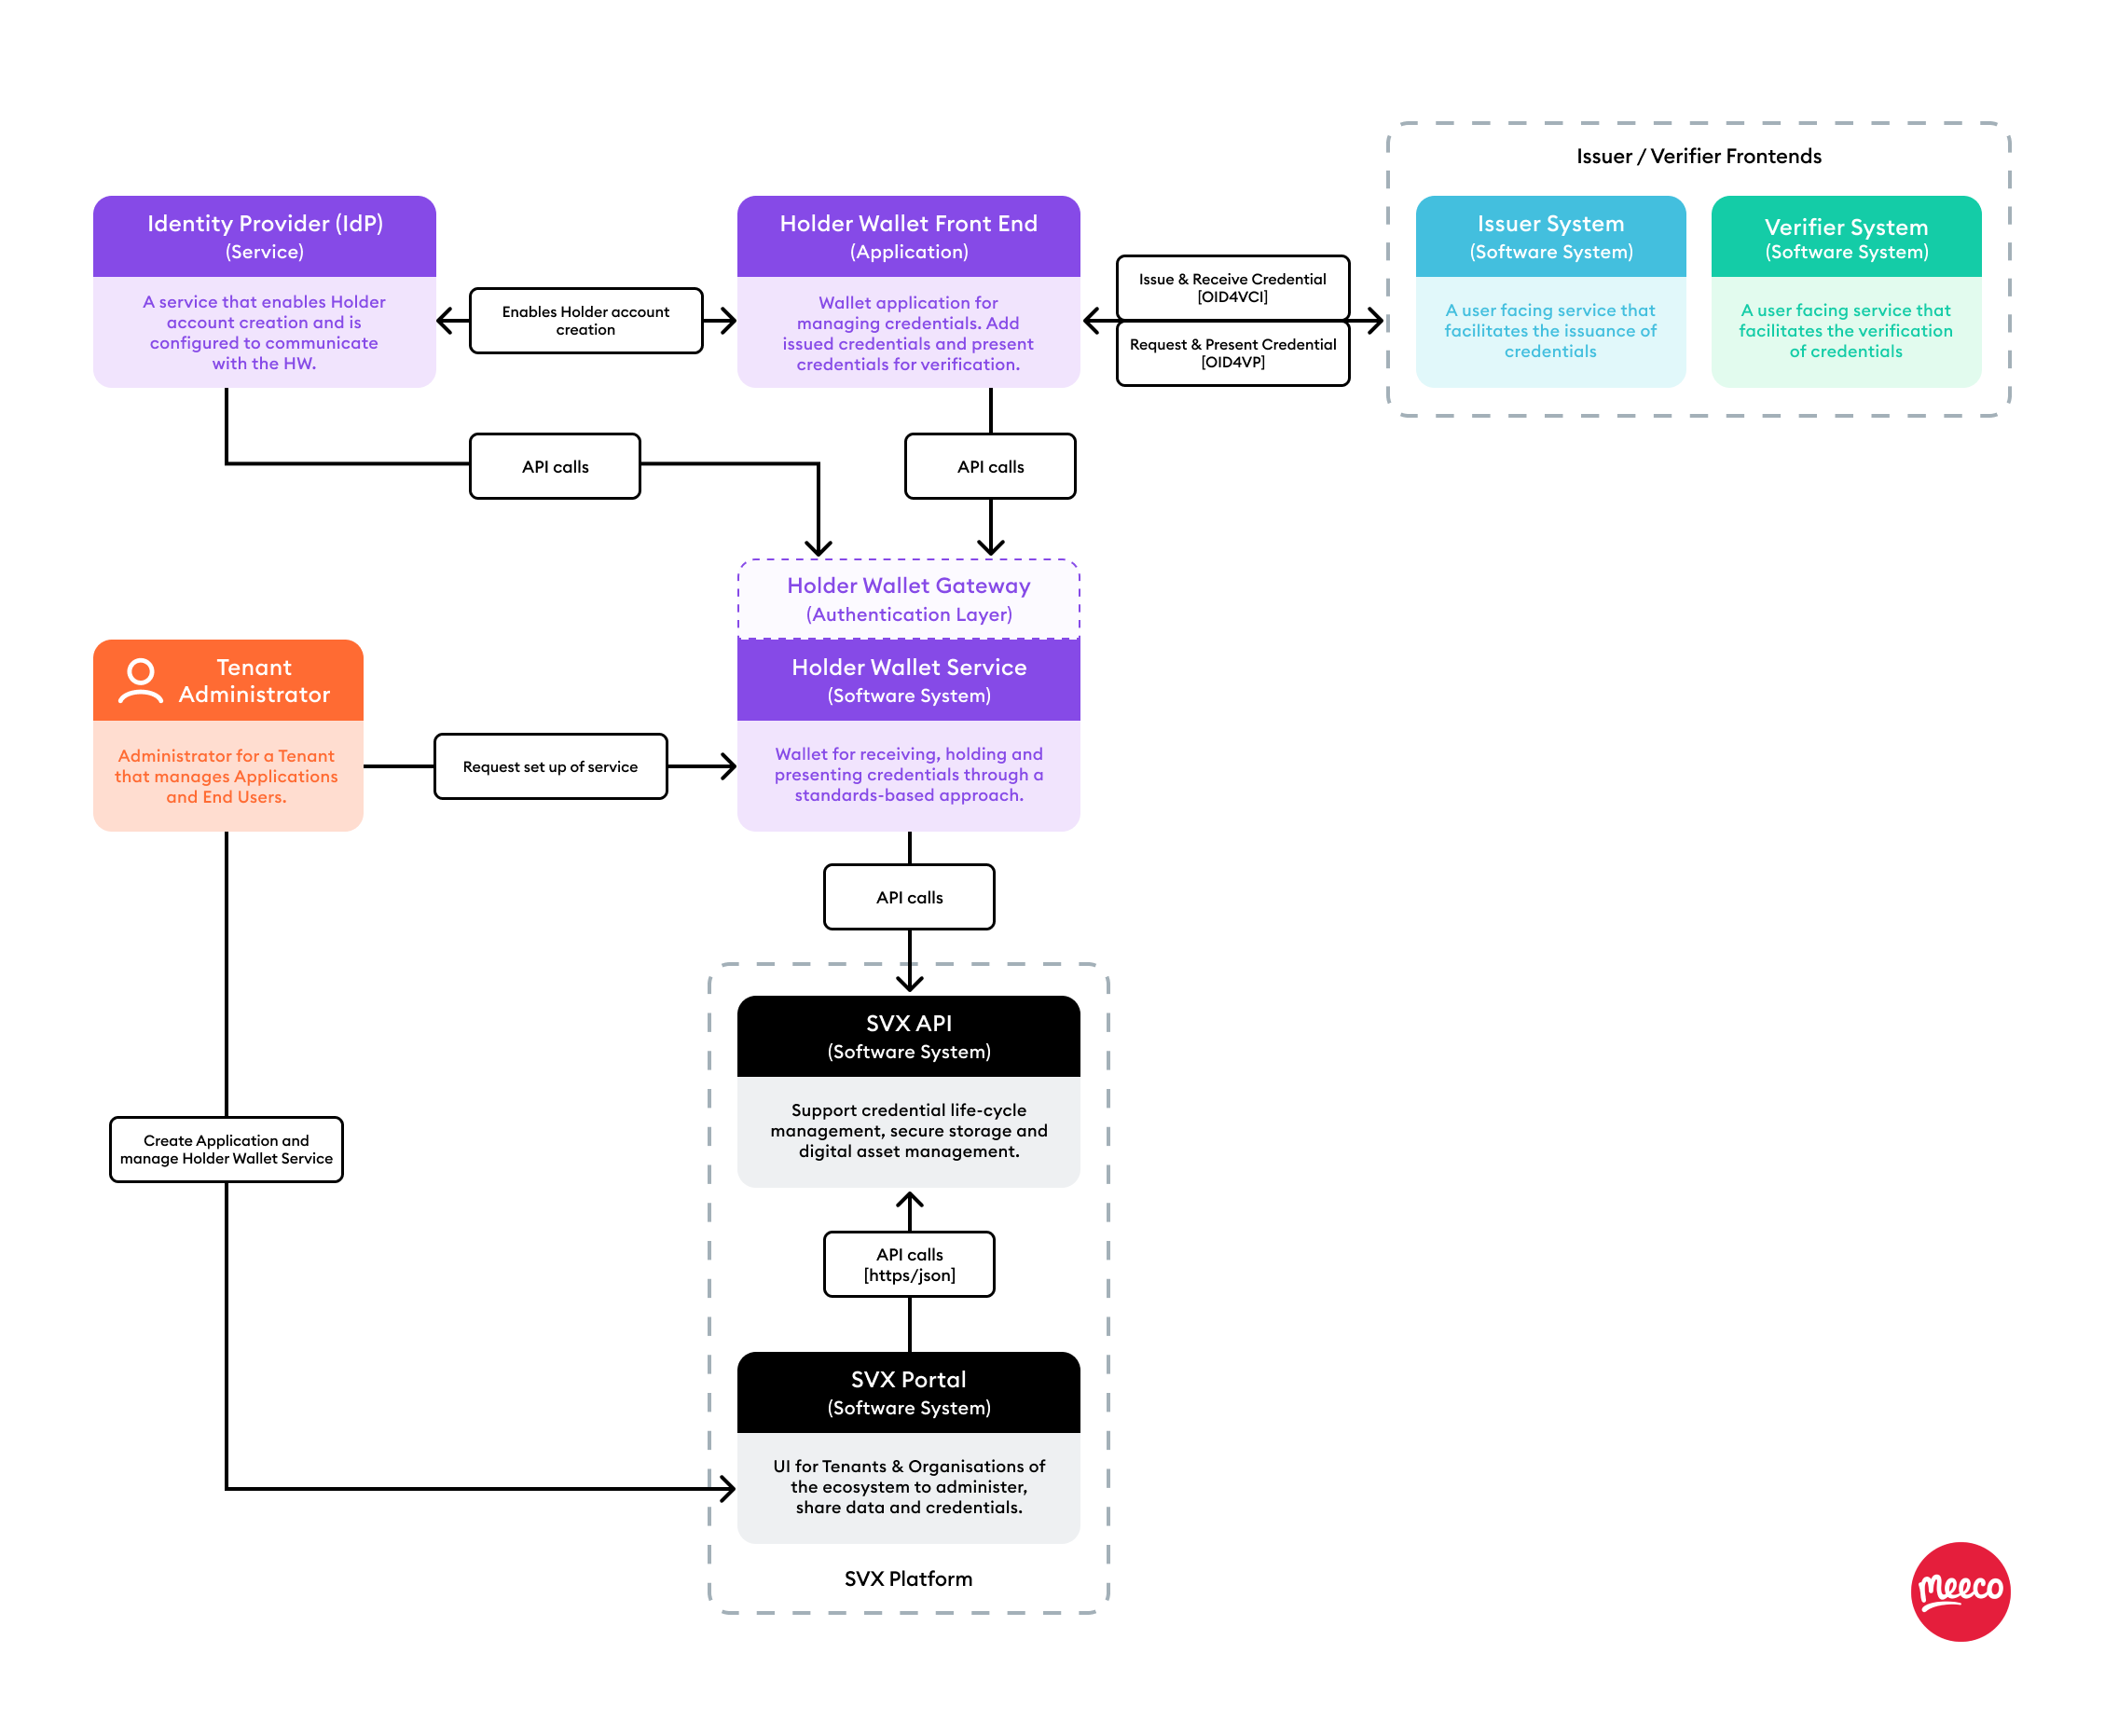 Issuer / Verifier Frontends
Identity Provider (IdP)
(Service)
A service that enables Holder
account creation and is
configured to communicate
with the HW.
Enables Holder account
creation
Holder Wallet Front End
(Application)
Wallet application for
managing credentials. Add
issued credentials and present
credentials for verification.
Issue & Receive Credential
[OID4VCI]
Request & Present Credential
[OID4VP]
Issuer System
(Software System)
A user facing service that
facilitates the issuance of
credentials
Verifier System
(Software System)
A user facing service that
facilitates the verification
of credentials
API calls
API calls
Holder Wallet Gateway
(Authentication Layer)
Tenant
Administrator
Administrator for a Tenant
that manages Applications
and End Users.
Request set up of service
Holder Wallet Service
(Software System)
Wallet for receiving, holding and
presenting credentials through a
standards-based approach.
API calls
SVX API
(Software System)
Support credential life-cycle
management, secure storage and
digital asset management.
Create Application and
manage Holder Wallet Service
API calls
[https/json]
SVX Portal
(Software System)
UI for Tenants & Organisations of
the ecosystem to administer,
share data and credentials.
SVX Platform
meeco